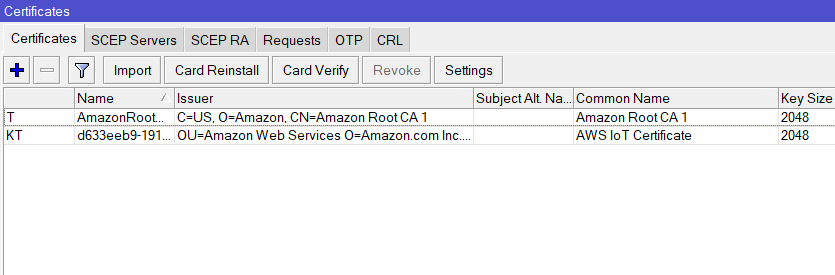 Certificates
Certificates SCEP Servers SCEP RA Requests OTP CRL
Import Card Reinstall Card Verify Revoke Settings
Name Issuer Subject Alt. Na... Common Name Key Size
T AmazonRoot... C=US, O=Amazon, CN=Amazon Root CA 1 Amazon Root CA 1 2048
KT d633eeb9-191... OU=Amazon Web Services O=Amazon.com Inc.... AWS IoT Certificate 2048